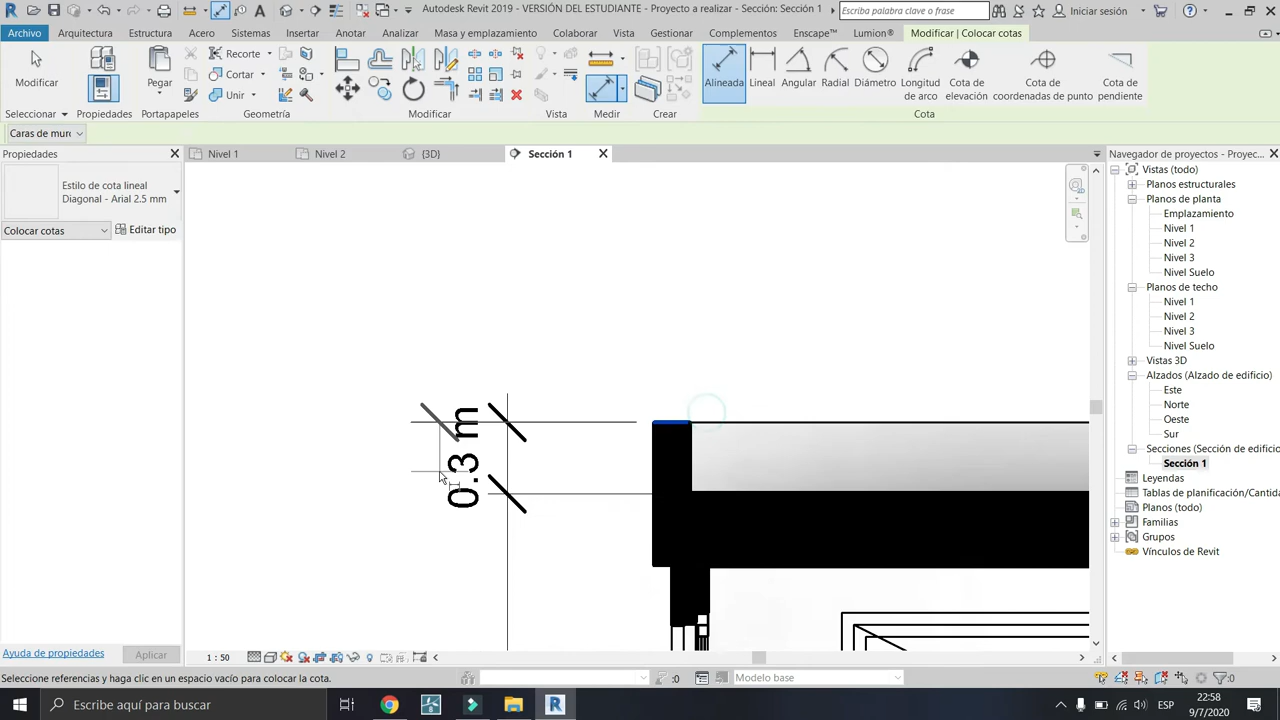 Autodesk Revit 2019 - VERSIÓN DEL ESTUDIANTE - Proyecto a realizar - Sección: Sección 1
Escriba palabra clave o frase
Iniciar sesión
Archivo Arquitectura Estructura Acero Sistemas Insertar Anotar Analizar Masa y emplazamiento Colaborar Vista Gestionar Complementos Enscape™ Lumion® Modificar | Colocar cotas
Modificar Pegar Recorte Cortar Unir
Alineada Lineal Angular Radial Diámetro Longitud de arco Cota de elevación Cota de coordenadas de punto Cota de pendiente
Seleccionar Propiedades Portapapeles Geometría Modificar Vista Medir Crear Cota
Caras de muro
Propiedades
Nivel 1 Nivel 2 {3D} Sección 1
Navegador de proyectos - Proyec...
Estilo de cota lineal
Diagonal - Arial 2.5 mm
Colocar cotas Editar tipo
Vistas (todo)
Planos estructurales
Planos de planta
Emplazamiento
Nivel 1
Nivel 2
Nivel 3
Nivel Suelo
Planos de techo
Nivel 1
Nivel 2
Nivel 3
Nivel Suelo
Vistas 3D
Alzados (Alzado de edificio)
Este
Norte
Oeste
Sur
Secciones (Sección de edificio)
Sección 1
Leyendas
Tablas de planificación/Cantida
Planos (todo)
Familias
Grupos
Vínculos de Revit
0.3 m
Ayuda de propiedades Aplicar
1 : 50
Seleccione referencias y haga clic en un espacio vacío para colocar la cota.
:0
Modelo base
:0
Escribe aquí para buscar
ESP
22:58
9/7/2020